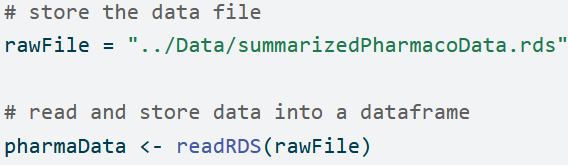 # store the data file
rawFile = "../Data/summarizedPharmacoData.rds"
# read and store data into a dataframe
pharmaData <- readRDS(rawFile)